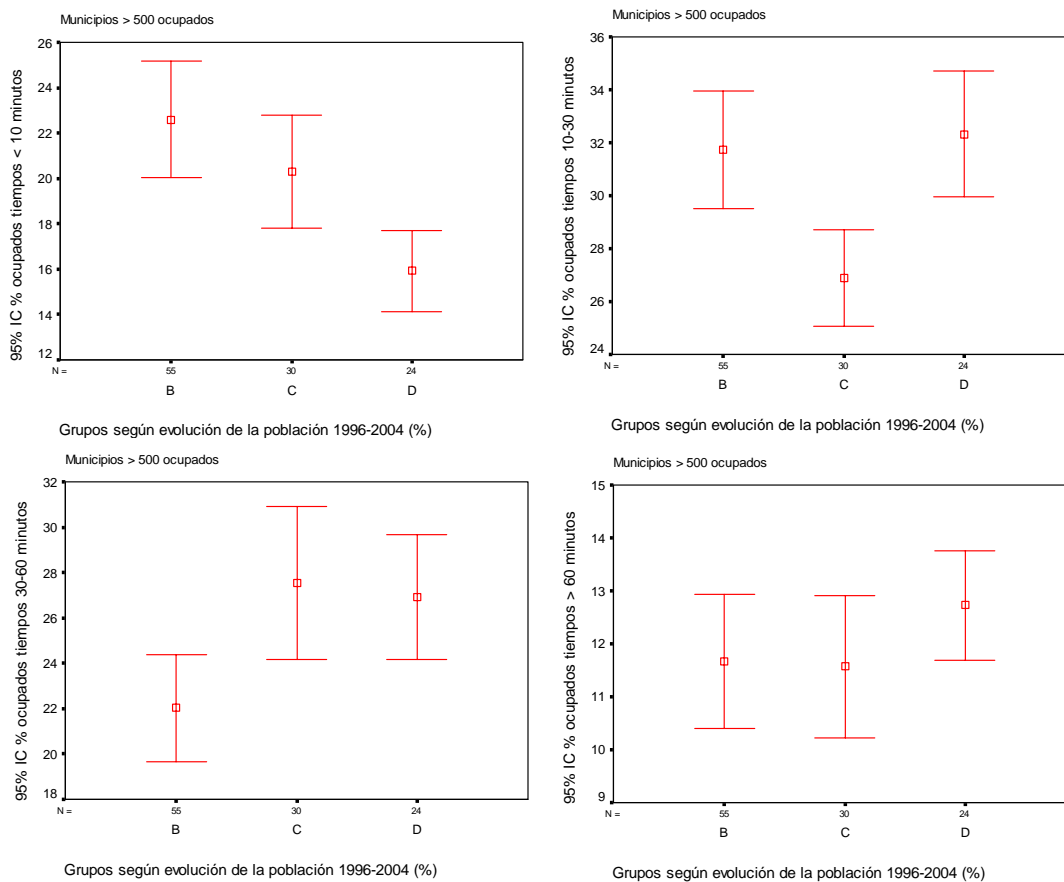 Municipios > 500 ocupados
95% IC % ocupados tiempos < 10 minutos
26
24
22
20
18
16
14
12
N = 55 30 24
B C D
Grupos según evolución de la población 1996-2004 (%)
Municipios > 500 ocupados
95% IC % ocupados tiempos 10-30 minutos
36
34
32
30
28
26
24
N = 55 30 24
B C D
Grupos según evolución de la población 1996-2004 (%)
Municipios > 500 ocupados
95% IC % ocupados tiempos 30-60 minutos
32
30
28
26
24
22
20
18
N = 55 30 24
B C D
Grupos según evolución de la población 1996-2004 (%)
Municipios > 500 ocupados
95% IC % ocupados tiempos > 60 minutos
15
14
13
12
11
10
9
N = 55 30 24
B C D
Grupos según evolución de la población 1996-2004 (%)